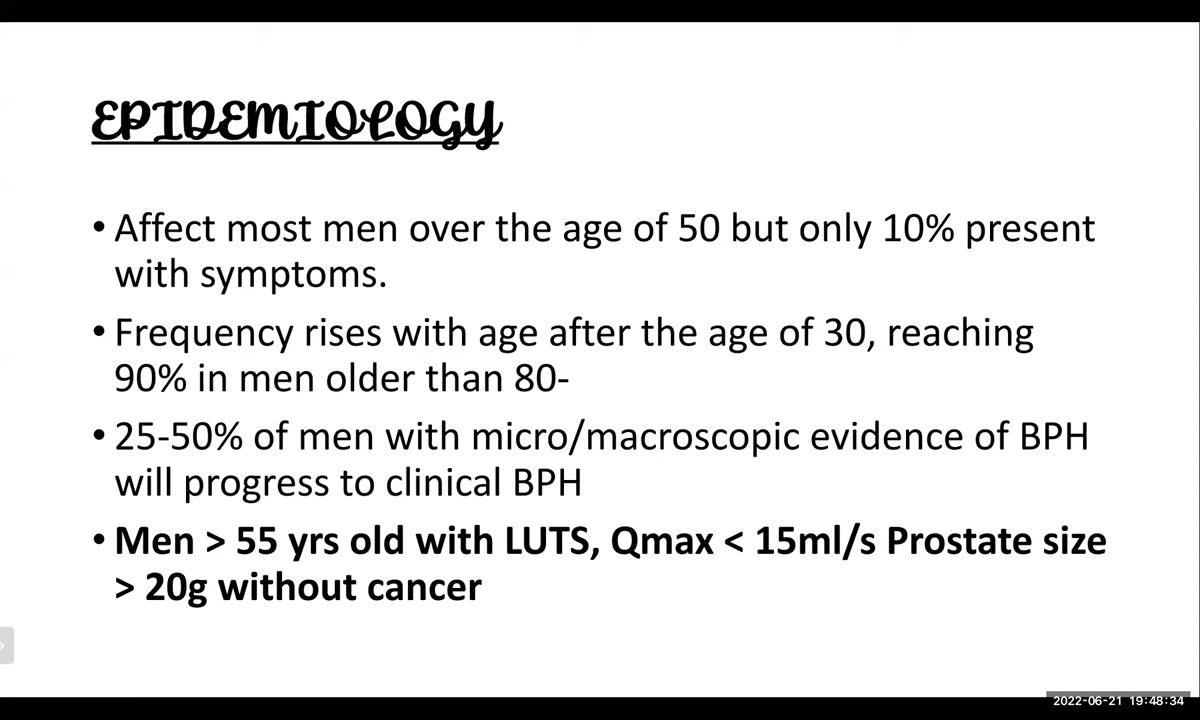 EPIDEMIOLOGY
• Affect most men over the age of 50 but only 10% present
with symptoms.
• Frequency rises with age after the age of 30, reaching
90% in men older than 80-
• 25-50% of men with micro/macroscopic evidence of BPH
will progress to clinical BPH
• Men > 55 yrs old with LUTS, Qmax < 15ml/s Prostate size
> 20g without cancer
2022-06-21 19:48:34